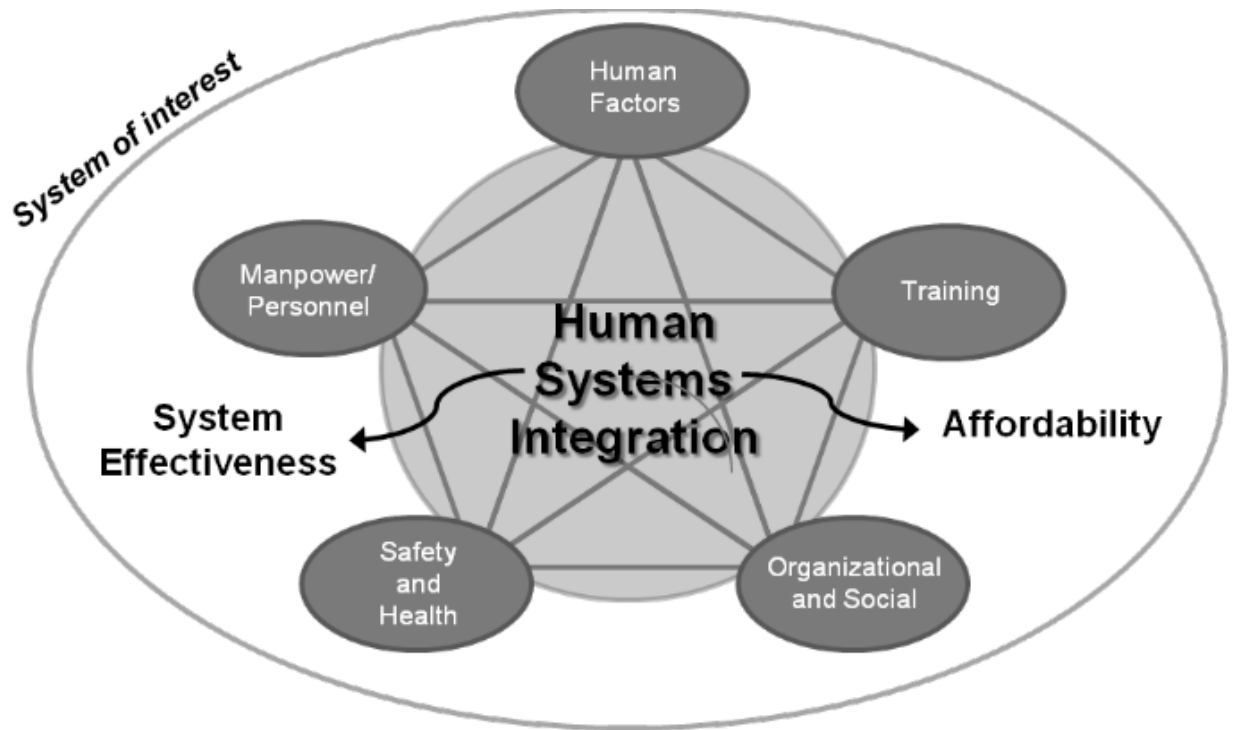 System of interest
Human
Factors
Manpower/
Personnel
Training
Human
Systems
Integration
System
Effectiveness
Affordability
Safety
and
Health
Organizational
and Social